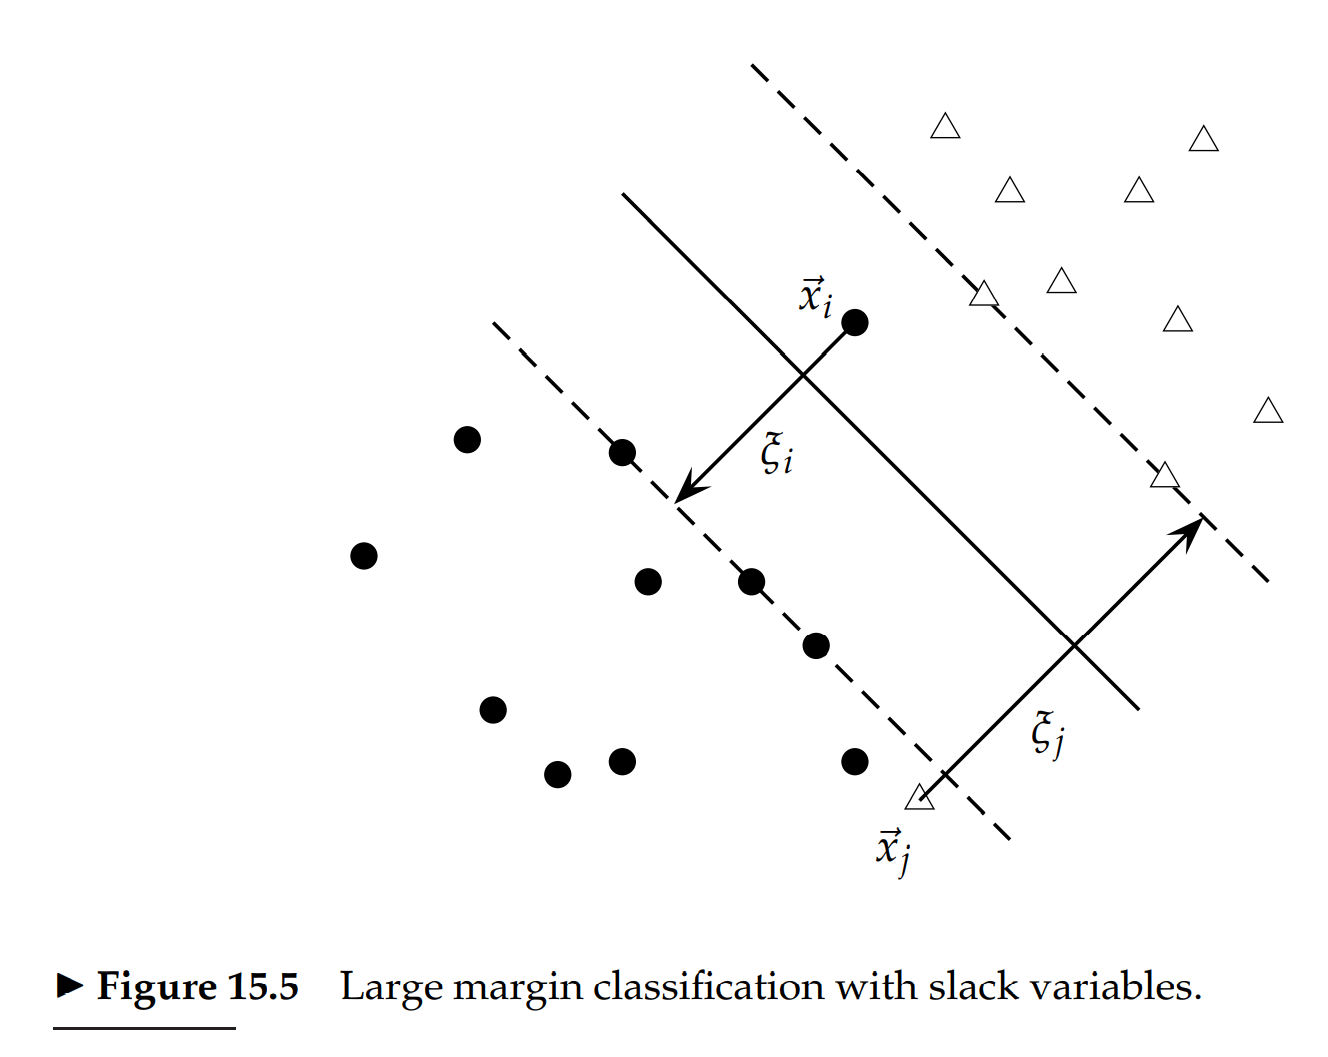 x⃗i
ξi
ξj
x⃗j
▶ Figure 15.5 Large margin classification with slack variables.